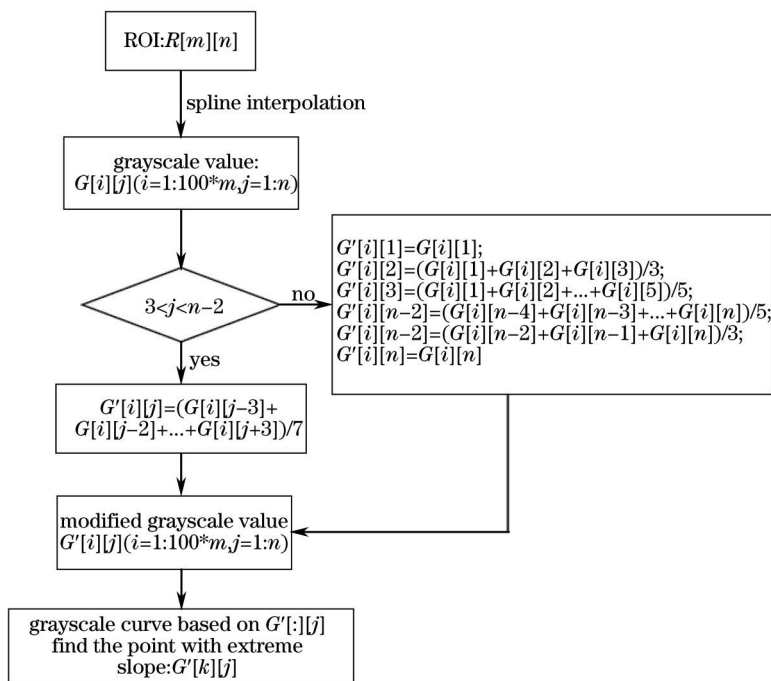 ROI:R[m][n]
spline interpolation
grayscale value:
G[i][j](i=1:100*m,j=1:n)
3<j<n−2
no
G′[i][1]=G[i][1];
G′[i][2]=(G[i][1]+G[i][2]+G[i][3])/3;
G′[i][3]=(G[i][1]+G[i][2]+...+G[i][5])/5;
G′[i][n−2]=(G[i][n−4]+G[i][n−3]+...+G[i][n])/5;
G′[i][n−2]=(G[i][n−2]+G[i][n−1]+G[i][n])/3;
G′[i][n]=G[i][n]
yes
G′[i][j]=(G[i][j−3]+
G[i][j−2]+...+G[i][j+3])/7
modified grayscale value
G′[i][j](i=1:100*m,j=1:n)
grayscale curve based on G′[:][j]
find the point with extreme
slope:G′[k][j]